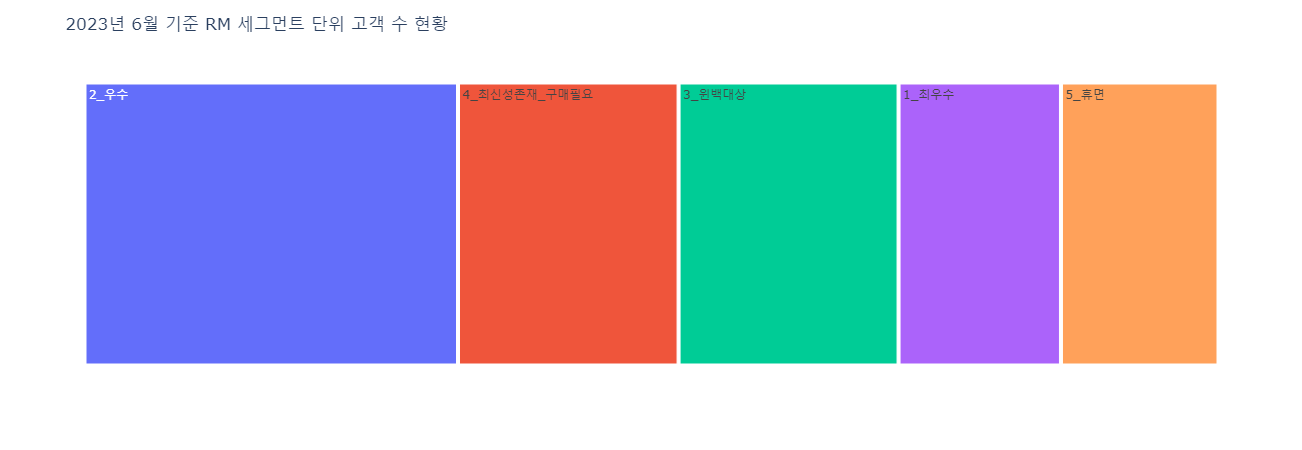 2023년 6월 기준 RM 세그먼트 단위 고객 수 현황
2_우수
4_최신성존재_구매필요
3_윈백대상
1_최우수
5_휴면